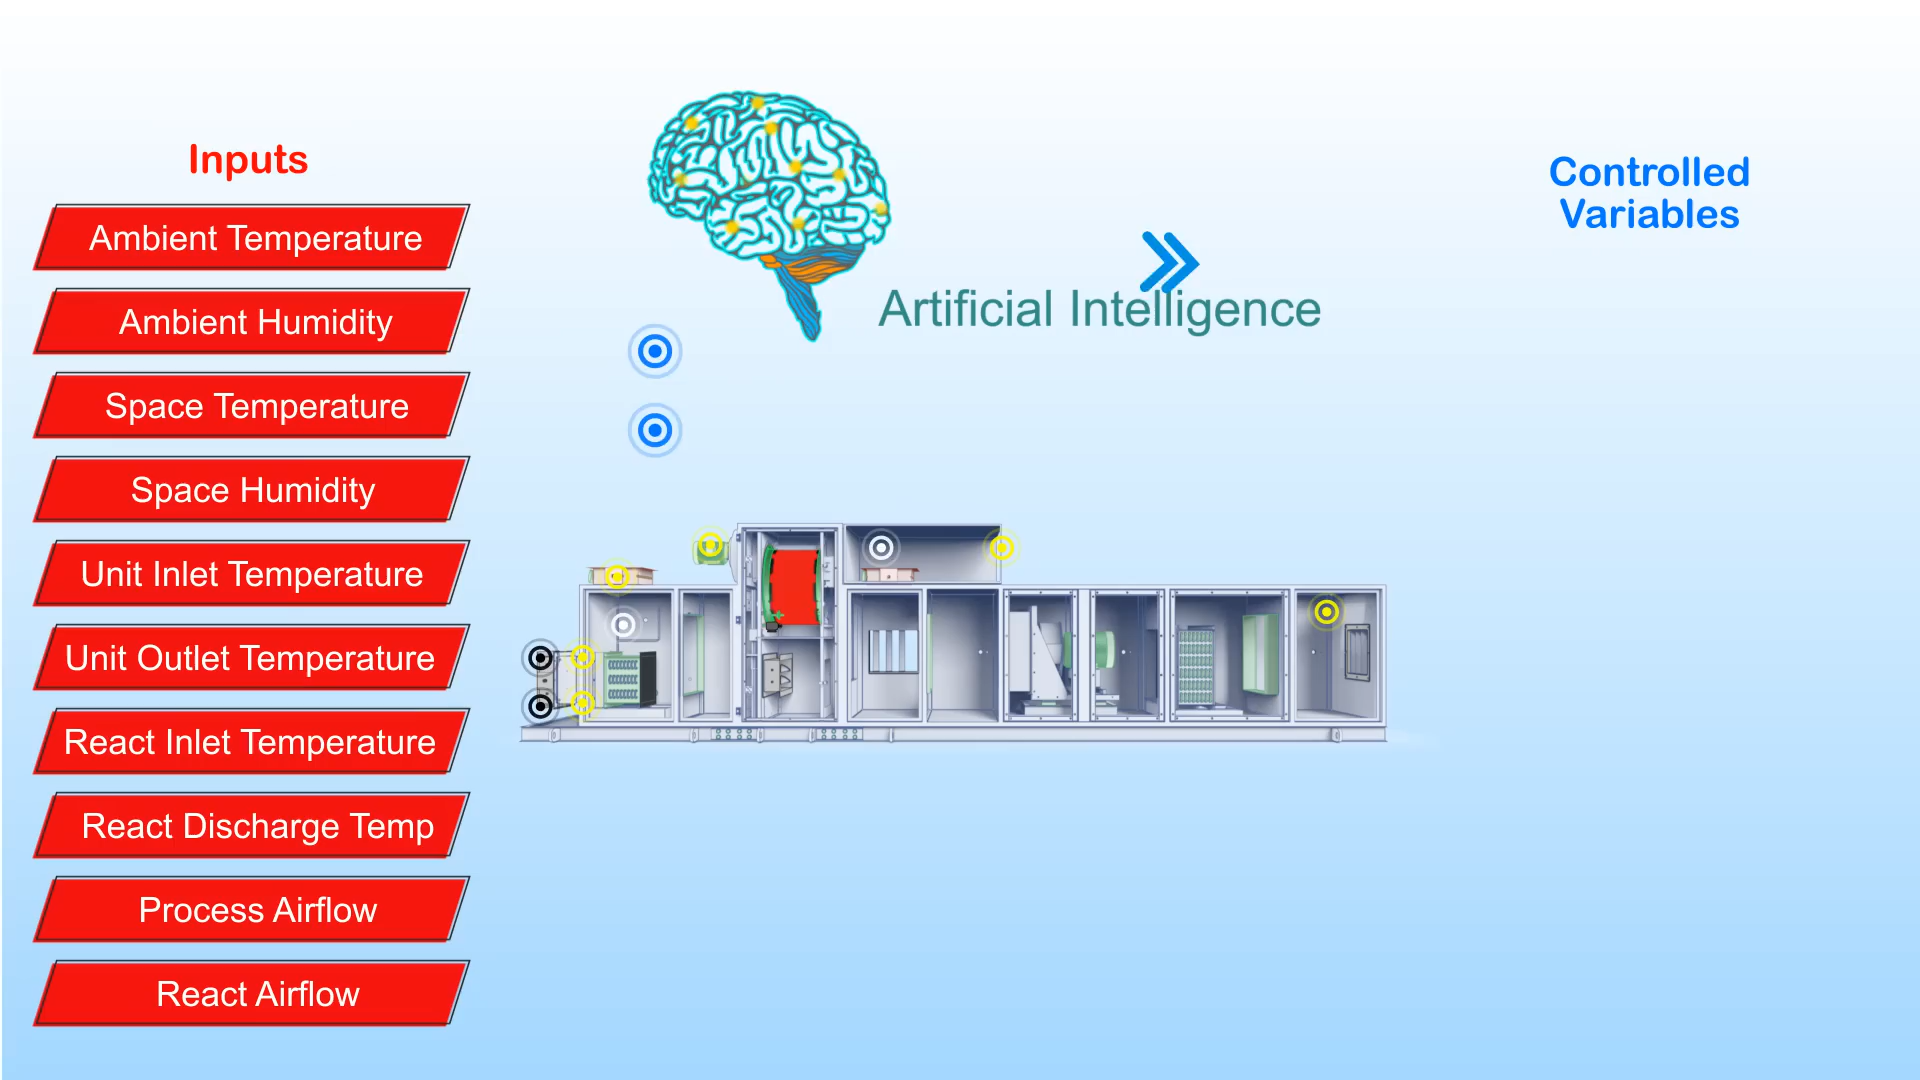 Inputs
Ambient Temperature
Ambient Humidity
Space Temperature
Space Humidity
Unit Inlet Temperature
Unit Outlet Temperature
React Inlet Temperature
React Discharge Temp
Process Airflow
React Airflow
Artificial Intelligence
Controlled
Variables